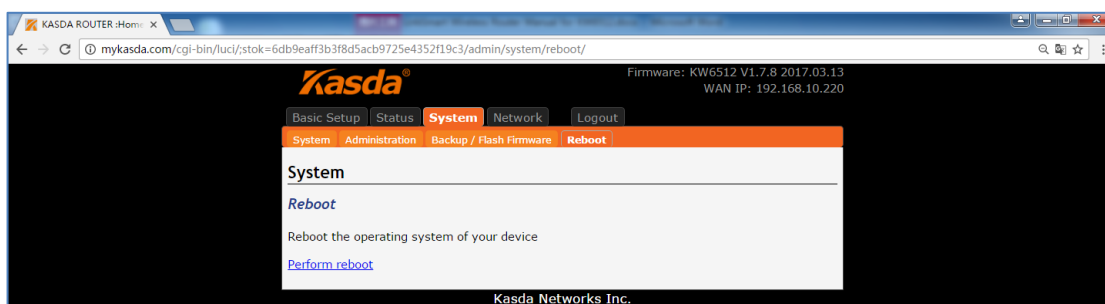 KASDA ROUTER :Home
mykasda.com/cgi-bin/luci/;stok=6db9eaff3b3f8d5acb9725e4352f19c3/admin/system/reboot/
Kasda®
Firmware: KW6512 V1.7.8 2017.03.13
WAN IP: 192.168.10.220
Basic Setup Status System Network Logout
System Administration Backup / Flash Firmware Reboot
System
Reboot
Reboot the operating system of your device
Perform reboot
Kasda Networks Inc.